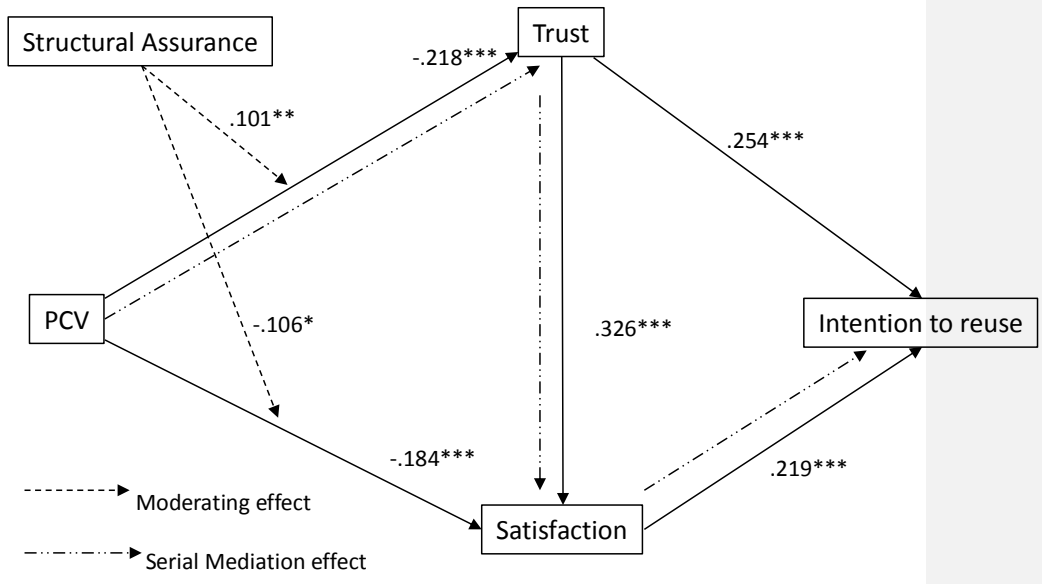 Structural Assurance
Trust
-.218***
.101**
.254***
PCV
-.106*
.326***
Intention to reuse
-.184***
.219***
Moderating effect
Satisfaction
Serial Mediation effect